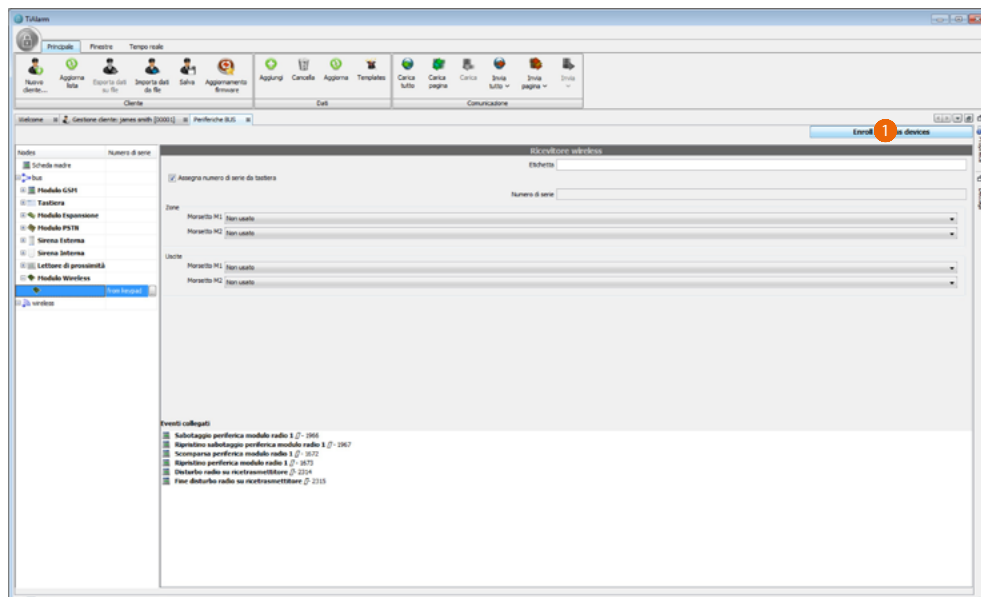 TiAlarm
Principale Finestre Tempo reale
Nuovo cliente...
Aggiorna lista
Esporta dati su file
Importa dati da file
Salva
Aggiornamento firmware
Aggiungi
Cancella
Aggiorna
Templates
Carica tutto
Carica pagina
Carica
Invia tutto
Invia pagina
Invia
Cliente Dati Comunicazione
Welcome Gestione cliente: james smith [00001] Periferiche BUS
1
Enroll devices
Nodes Numero di serie
Ricevitore wireless
Scheda madre
Etichetta
bus
Assegna numero di serie da tastiera
Modulo GSM
Numero di serie
Tastiera
Zone
Modulo Espansione
Morsetto M1 Non usato
Modulo PSTN
Morsetto M2 Non usato
Sirena Esterna
Sirena Interna
Uscite
Lettore di prossimità
Morsetto M1 Non usato
Modulo Wireless
Morsetto M2 Non usato
from keypad
wireless
Eventi collegati
Sabotaggio periferica modulo radio 1 - 1966
Ripristino sabotaggio periferica modulo radio 1 - 1967
Scomparsa periferica modulo radio 1 - 1672
Ripristino periferica modulo radio 1 - 1673
Disturbo radio su ricetrasmettitore - 2314
Fine disturbo radio su ricetrasmettitore - 2315